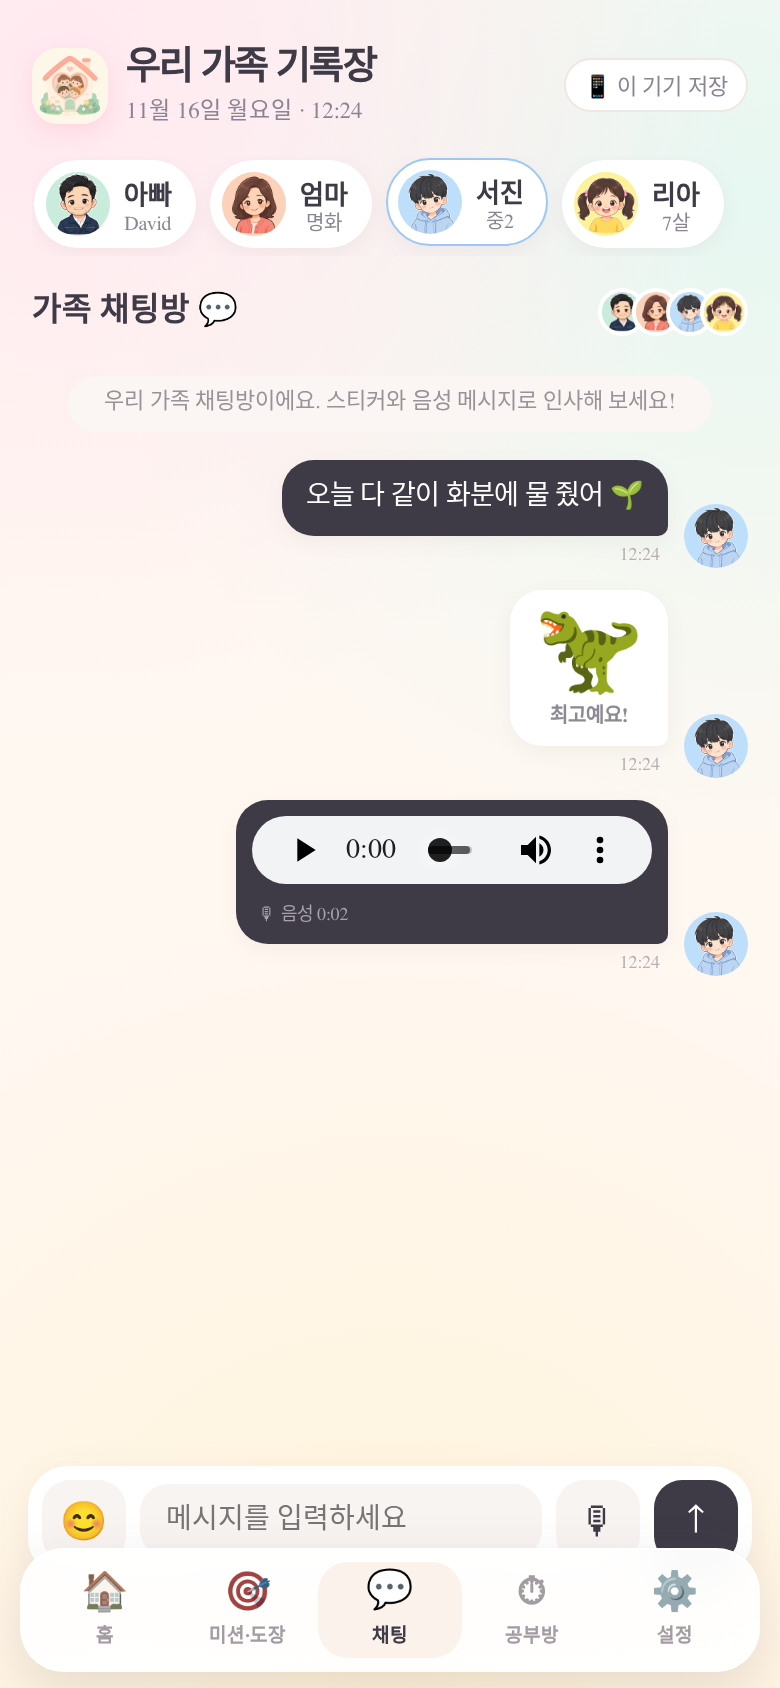 우리 가족 기록장
11월 16일 월요일 · 12:24
📱 이 기기 저장
아빠
David
엄마
명화
서진
중2
리아
7살
가족 채팅방 💬
우리 가족 채팅방이에요. 스티커와 음성 메시지로 인사해 보세요!
오늘 다 같이 화분에 물 줬어 🌱
12:24
최고예요!
12:24
0:00
🎙 음성 0:02
12:24
메시지를 입력하세요
홈
미션·도장
채팅
공부방
설정